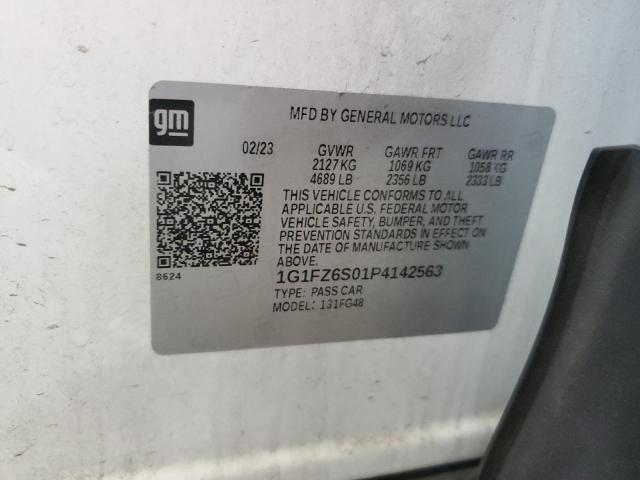 gm
MFD BY GENERAL MOTORS LLC
02/23 GVWR GAWR FRT GAWR RR
2127 KG 1069 KG 1058 KG
4689 LB 2356 LB 2333 LB
THIS VEHICLE CONFORMS TO ALL
APPLICABLE U.S. FEDERAL MOTOR
VEHICLE SAFETY, BUMPER, AND THEFT
PREVENTION STANDARDS IN EFFECT ON
THE DATE OF MANUFACTURE SHOWN
ABOVE.
8624
1G1FZ6S01P4142563
TYPE: PASS CAR
MODEL: 131FG48